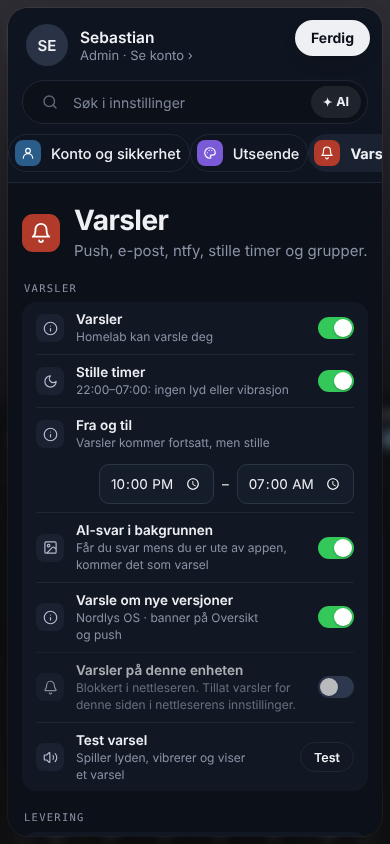 SE
Sebastian
Admin · Se konto ›
Ferdig
Søk i innstillinger
AI
Konto og sikkerhet
Utseende
Vars
Varsler
Push, e-post, ntfy, stille timer og grupper.
VARSLER
Varsler
Homelab kan varsle deg
Stille timer
22:00–07:00: ingen lyd eller vibrasjon
Fra og til
Varsler kommer fortsatt, men stille
10:00 PM – 07:00 AM
AI-svar i bakgrunnen
Får du svar mens du er ute av appen,
kommer det som varsel
Varsle om nye versjoner
Nordlys OS · banner på Oversikt
og push
Varsler på denne enheten
Blokkert i nettleseren. Tillat varsler for
denne siden i nettleserens innstillinger.
Test varsel
Spiller lyden, vibrerer og viser
et varsel
Test
LEVERING